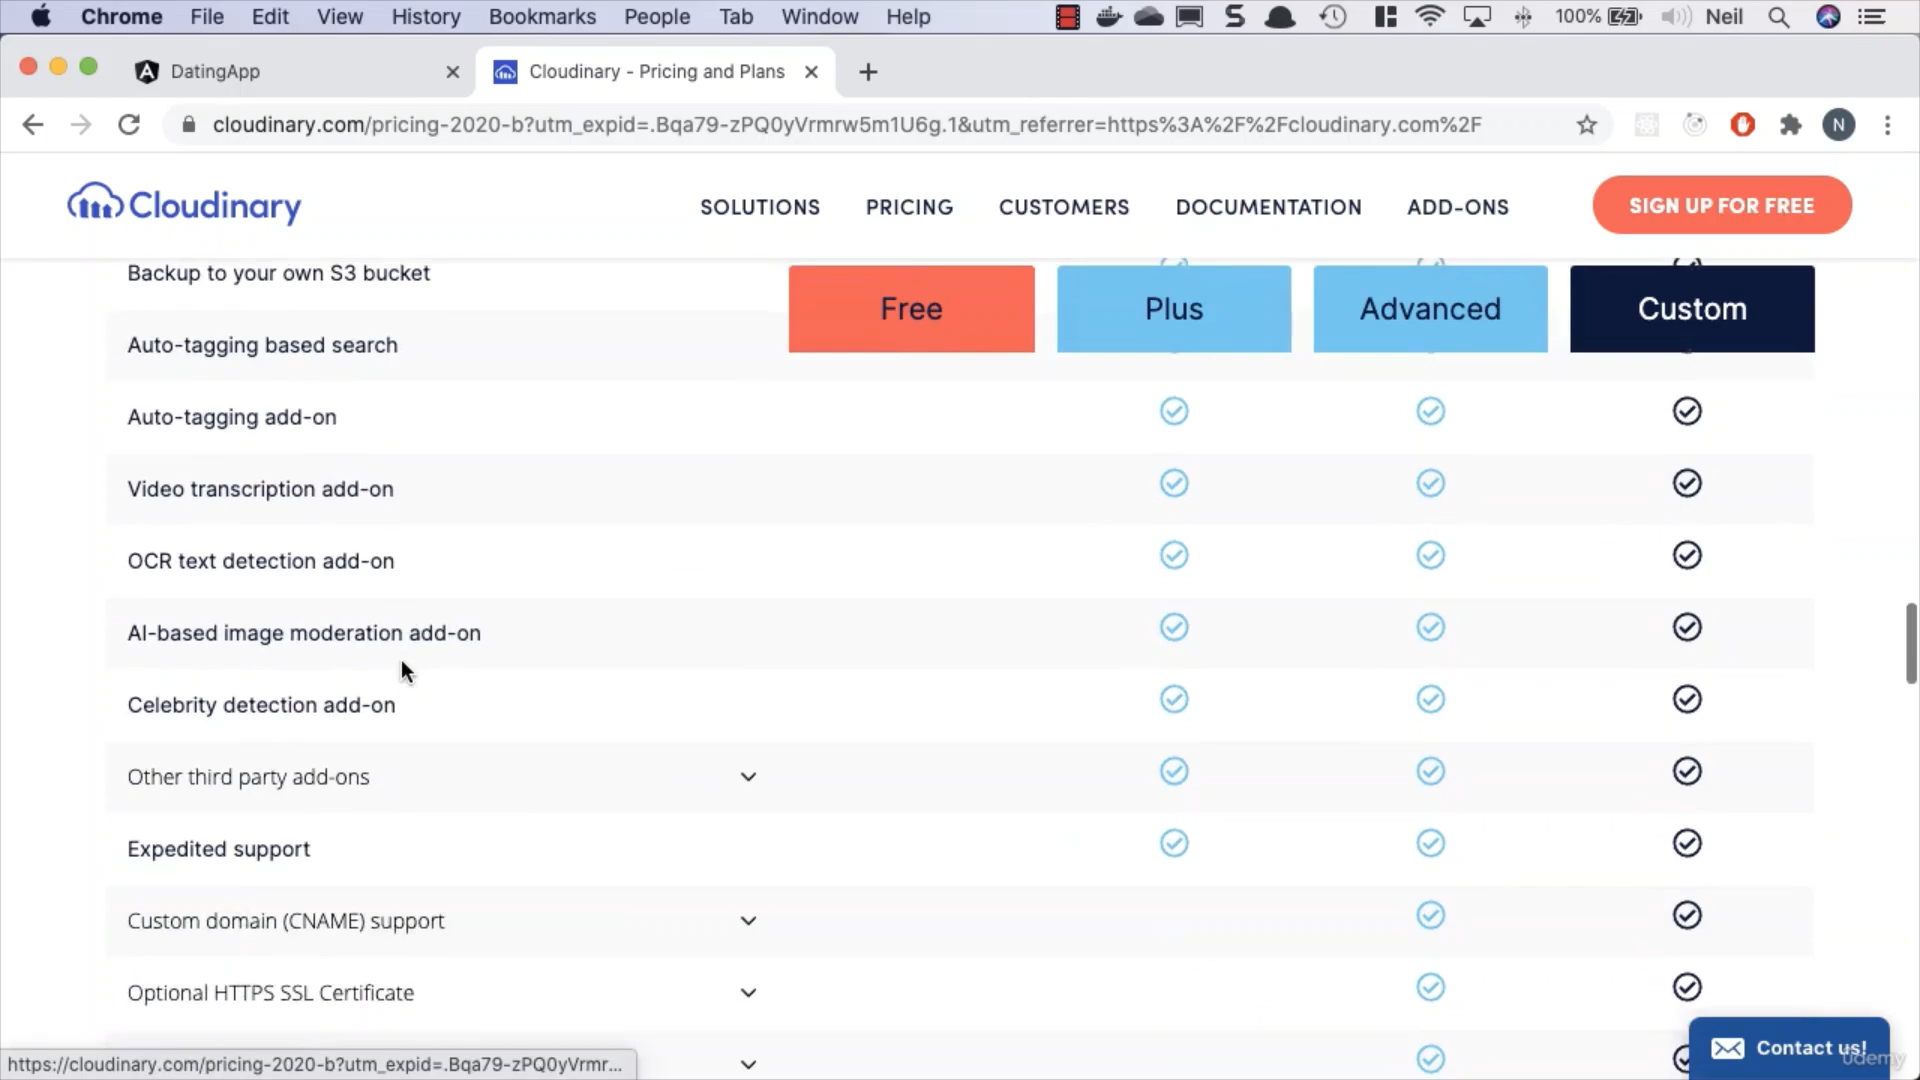 Chrome File Edit View History Bookmarks People Tab Window Help 100% Neil
DatingApp Cloudinary - Pricing and Plans
cloudinary.com/pricing-2020-b?utm_expid=.Bqa79-zPQ0yVrmrw5m1U6g.1&utm_referrer=https%3A%2F%2Fcloudinary.com%2F N
Cloudinary SOLUTIONS PRICING CUSTOMERS DOCUMENTATION ADD-ONS SIGN UP FOR FREE
Backup to your own S3 bucket
Free Plus Advanced Custom
Auto-tagging based search
Auto-tagging add-on
Video transcription add-on
OCR text detection add-on
AI-based image moderation add-on
Celebrity detection add-on
Other third party add-ons
Expedited support
Custom domain (CNAME) support
Optional HTTPS SSL Certificate
Contact us!
udemy
https://cloudinary.com/pricing-2020-b?utm_expid=.Bqa79-zPQ0yVrmr...